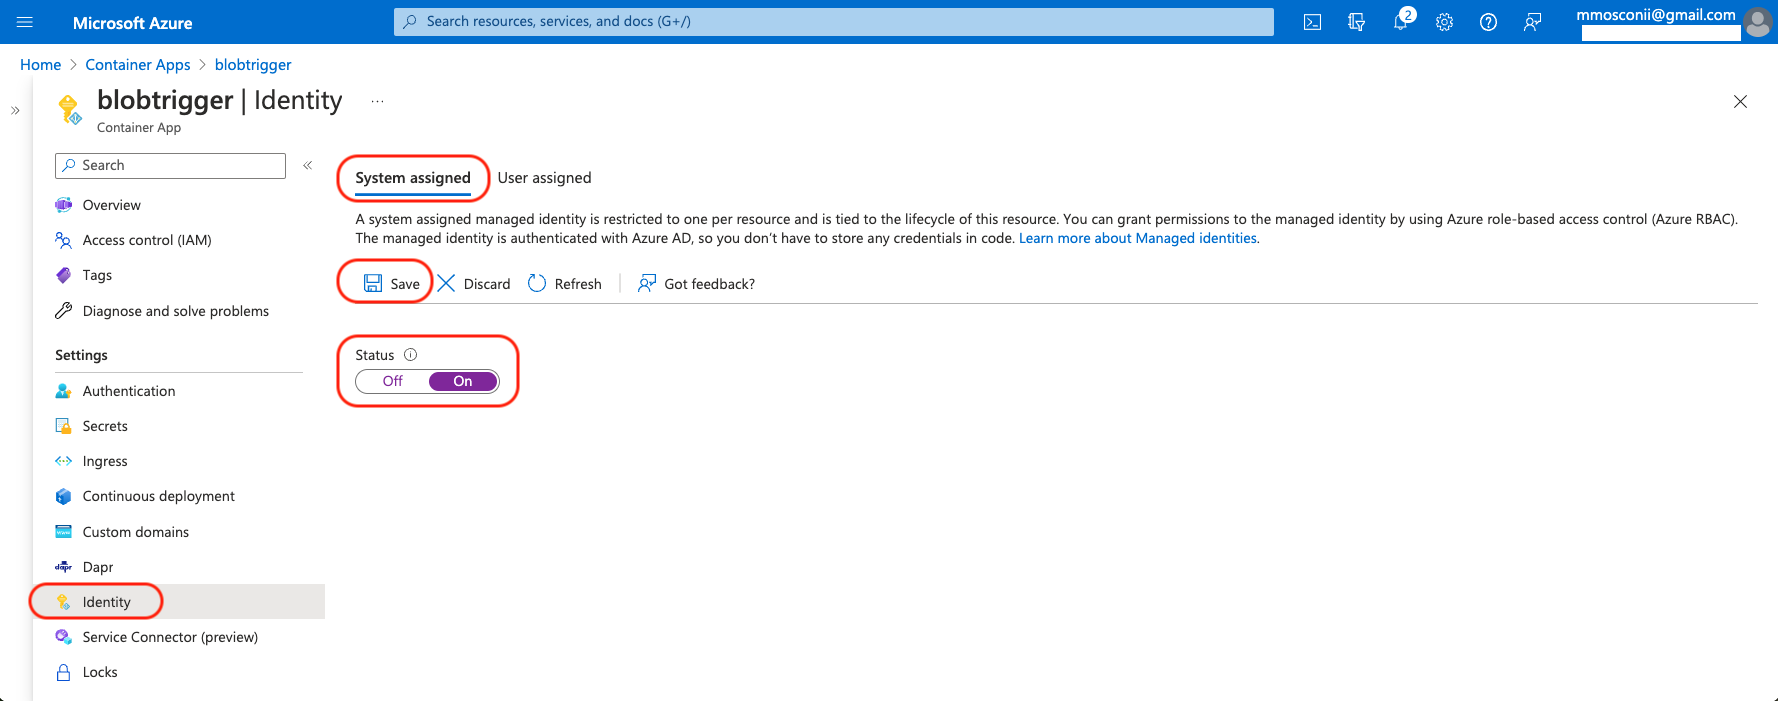 Microsoft Azure
Search resources, services, and docs (G+/)
2
mmosconii@gmail.com
Home > Container Apps > blobtrigger
blobtrigger | Identity ...
Container App
Search
Overview
Access control (IAM)
Tags
Diagnose and solve problems
Settings
Authentication
Secrets
Ingress
Continuous deployment
Custom domains
dapr Dapr
Identity
Service Connector (preview)
Locks
System assigned User assigned
A system assigned managed identity is restricted to one per resource and is tied to the lifecycle of this resource. You can grant permissions to the managed identity by using Azure role-based access control (Azure RBAC).
The managed identity is authenticated with Azure AD, so you don’t have to store any credentials in code. Learn more about Managed identities.
Save Discard Refresh Got feedback?
Status
Off On